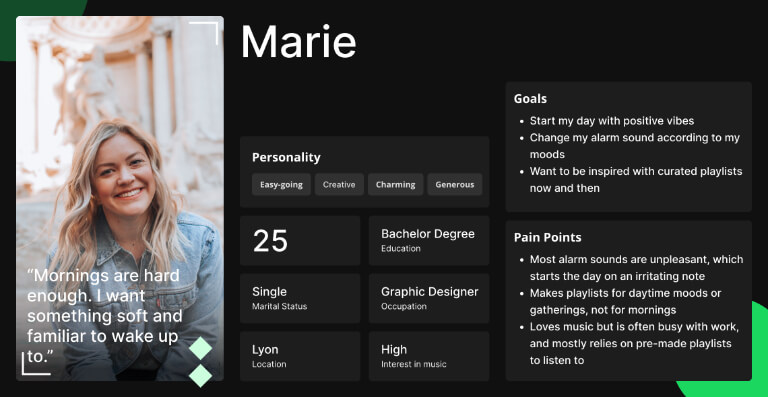 Marie
“Mornings are hard
enough. I want
something soft and
familiar to wake up
to.”
Personality
Easy-going Creative Charming Generous
25
Bachelor Degree
Education
Single
Marital Status
Graphic Designer
Occupation
Lyon
Location
High
Interest in music
Goals
• Start my day with positive vibes
• Change my alarm sound according to my
moods
• Want to be inspired with curated playlists
now and then
Pain Points
• Most alarm sounds are unpleasant, which
starts the day on an irritating note
• Makes playlists for daytime moods or
gatherings, not for mornings
• Loves music but is often busy with work,
and mostly relies on pre-made playlists
to listen to